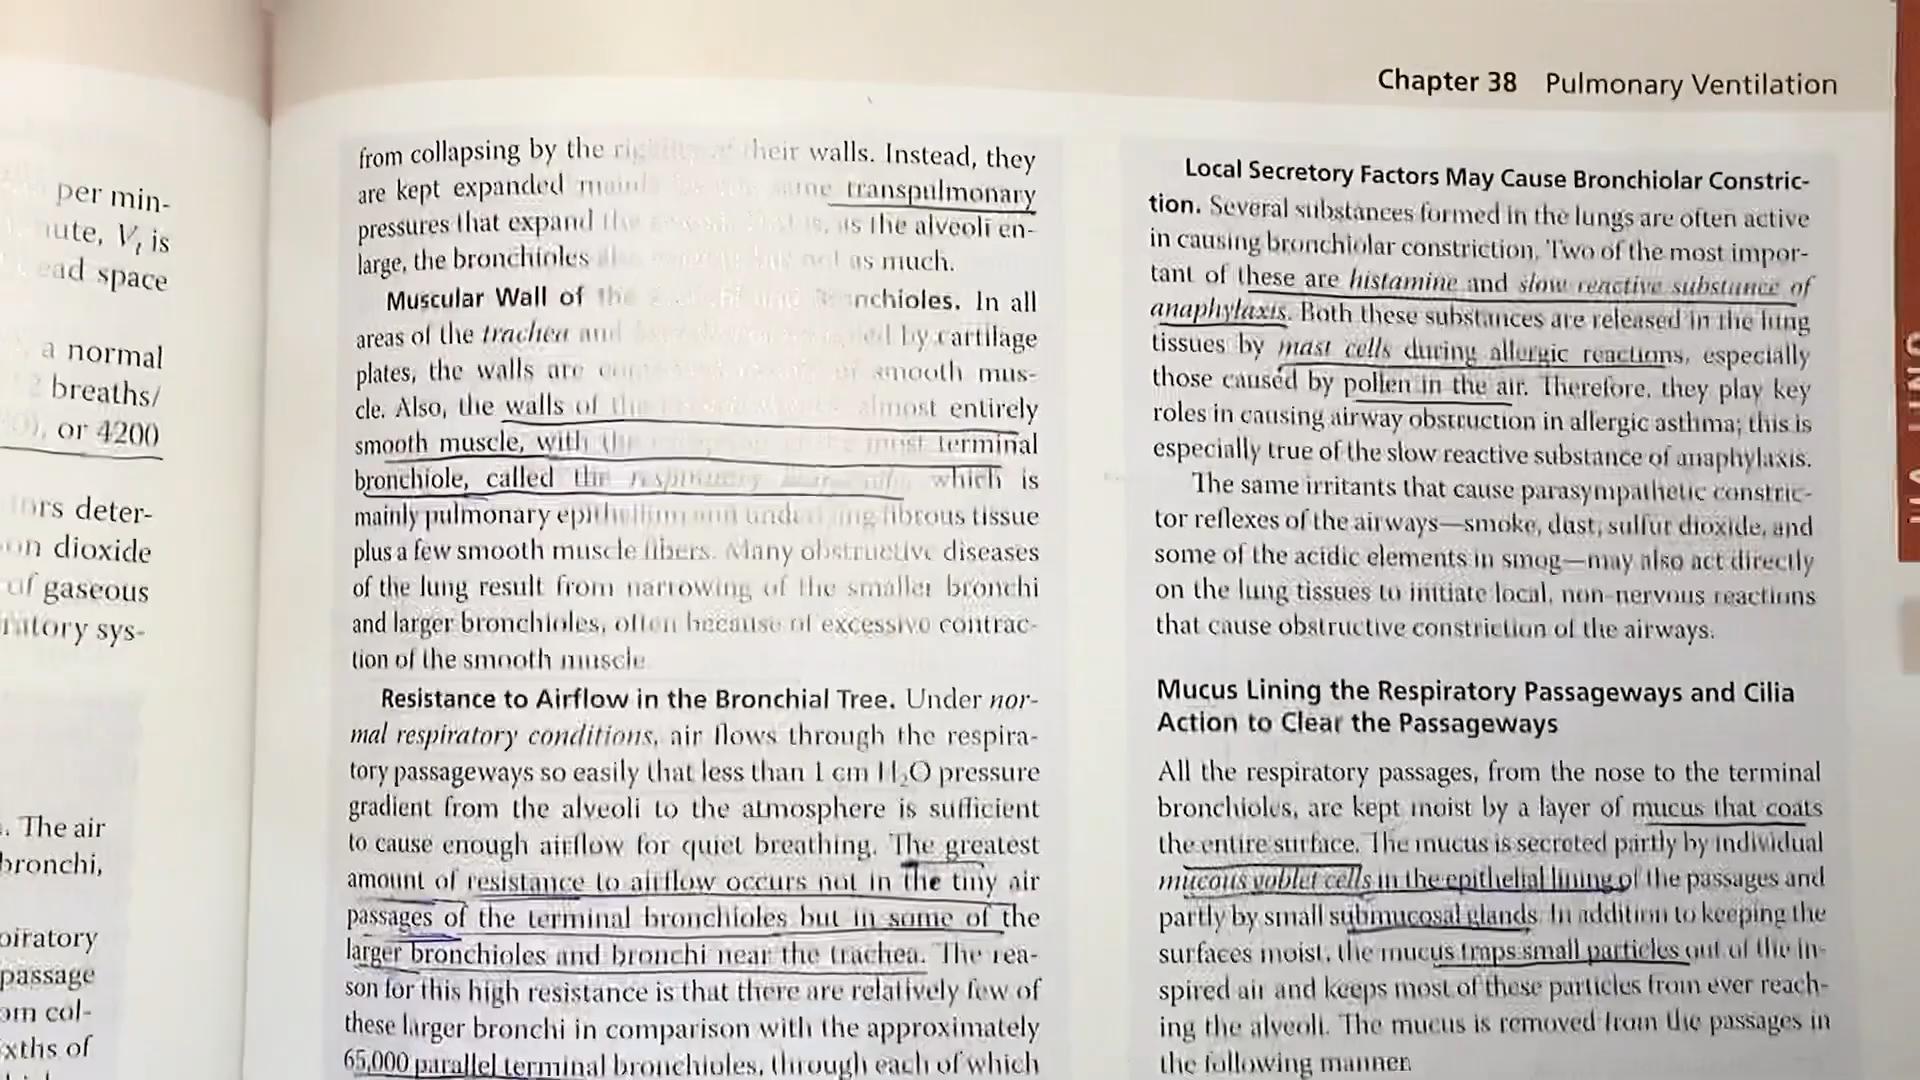 per min-
nute, Vt is
ead space
a normal
2 breaths/
or 4200
ors deter-
on dioxide
of gaseous
ratory sys-
. The air
bronchi,
piratory
passage
om col-
xths of
Chapter 38 Pulmonary Ventilation
from collapsing by the their walls. Instead, they
are kept expanded same transpulmonary
pressures that expand the as the alveoli en-
large, the bronchioles not as much.
Muscular Wall of the In all
areas of the trachea and by cartilage
plates, the walls are of smooth mus-
cle. Also, the walls of the almost entirely
smooth muscle, with the most terminal
bronchiole, called the respiratory which is
mainly pulmonary epithelium and underlying fibrous tissue
plus a few smooth muscle fibers. Many obstructive diseases
of the lung result from narrowing of the smaller bronchi
and larger bronchioles, often because of excessive contrac-
tion of the smooth muscle
Resistance to Airflow in the Bronchial Tree. Under nor-
mal respiratory conditions, air flows through the respira-
tory passageways so easily that less than 1 cm H₂O pressure
gradient from the alveoli to the atmosphere is sufficient
to cause enough airflow for quiet breathing. The greatest
amount of resistance to airflow occurs not in the tiny air
passages of the terminal bronchioles but in some of the
larger bronchioles and bronchi near the trachea. The rea-
son for this high resistance is that there are relatively few of
these larger bronchi in comparison with the approximately
65,000 parallel terminal bronchioles, through each of which
Local Secretory Factors May Cause Bronchiolar Constric-
tion. Several substances formed in the lungs are often active
in causing bronchiolar constriction. Two of the most impor-
tant of these are histamine and slow reactive substance of
anaphylaxis. Both these substances are released in the lung
tissues by mast cells during allergic reactions, especially
those caused by pollen in the air. Therefore, they play key
roles in causing airway obstruction in allergic asthma; this is
especially true of the slow reactive substance of anaphylaxis.
The same irritants that cause parasympathetic constric-
tor reflexes of the airways—smoke, dust, sulfur dioxide, and
some of the acidic elements in smog—may also act directly
on the lung tissues to initiate local, non-nervous reactions
that cause obstructive constriction of the airways.
Mucus Lining the Respiratory Passageways and Cilia
Action to Clear the Passageways
All the respiratory passages, from the nose to the terminal
bronchioles, are kept moist by a layer of mucus that coats
the entire surface. The mucus is secreted partly by individual
mucous goblet cells in the epithelial lining of the passages and
partly by small submucosal glands. In addition to keeping the
surfaces moist, the mucus traps small particles out of the in-
spired air and keeps most of these particles from ever reach-
ing the alveoli. The mucus is removed from the passages in
the following manner.